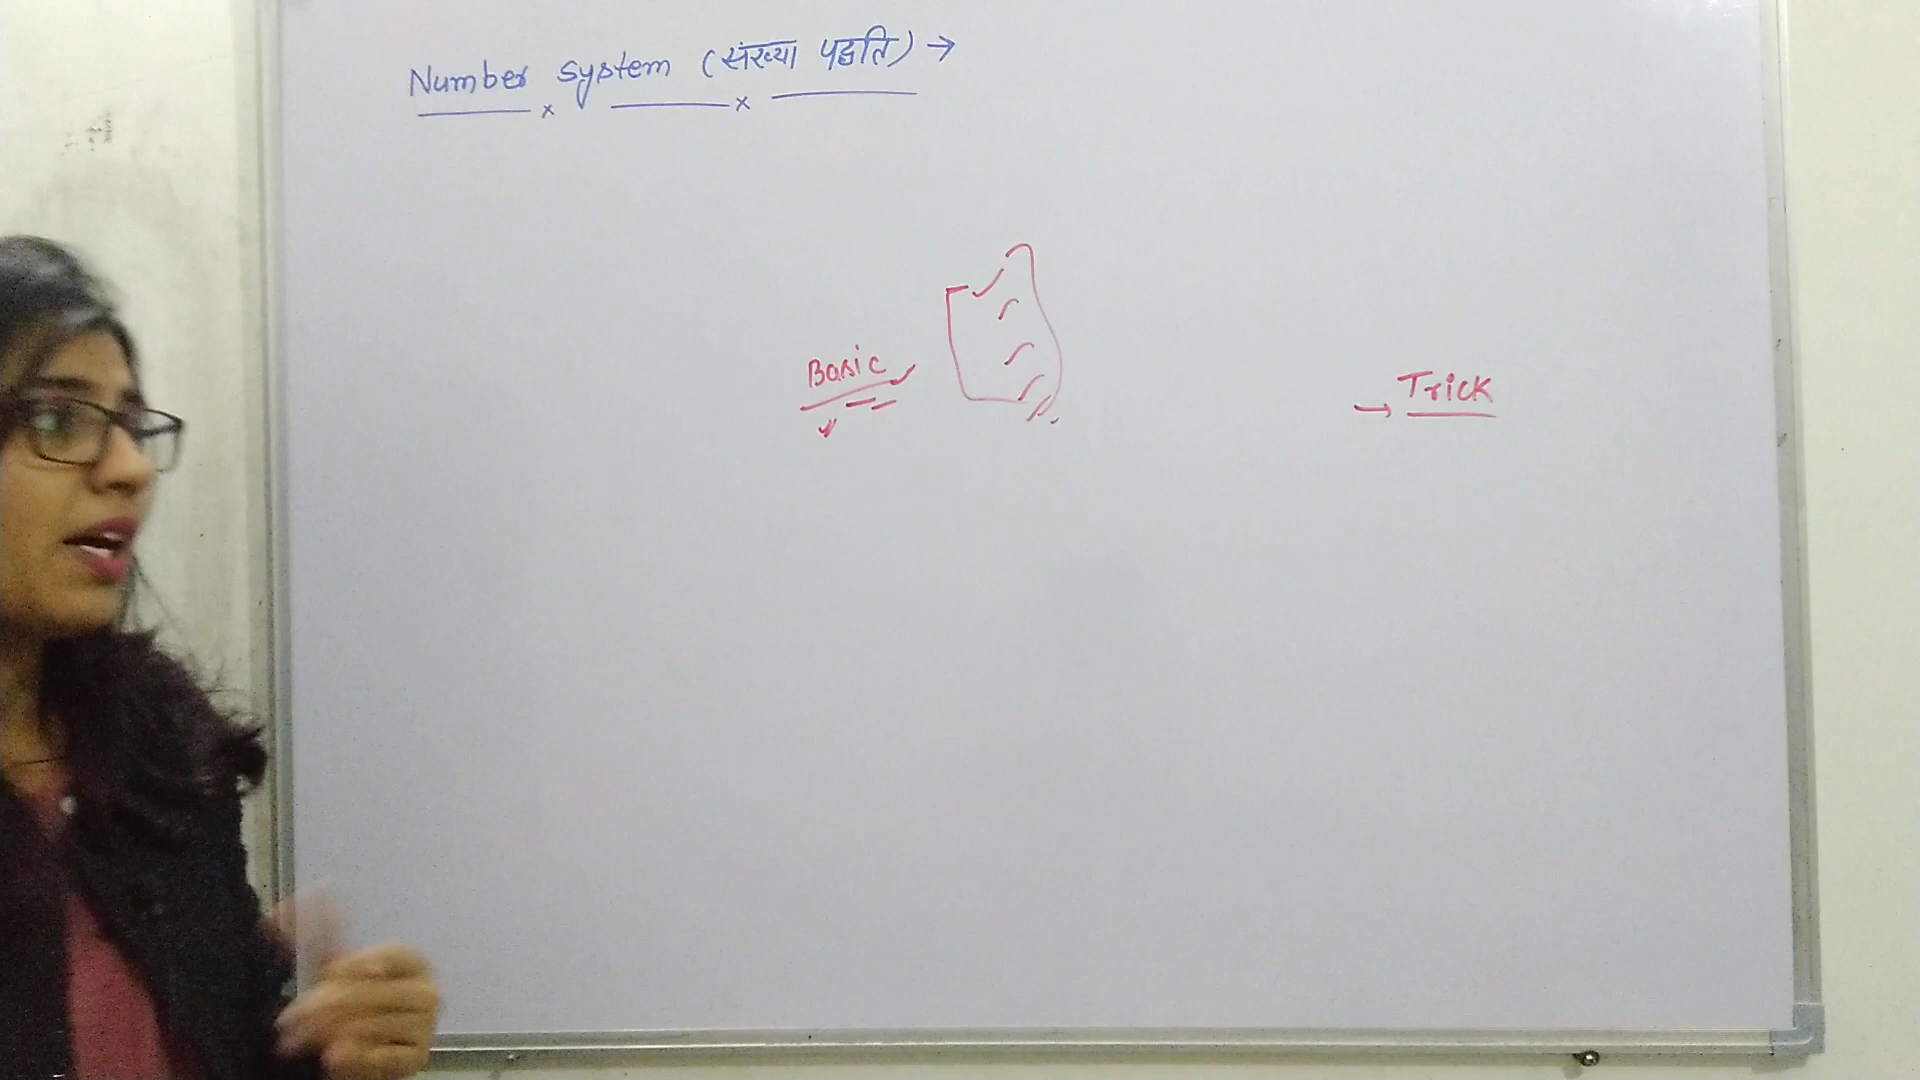 Number system (संख्या पद्धति) →
Basic
→ Trick